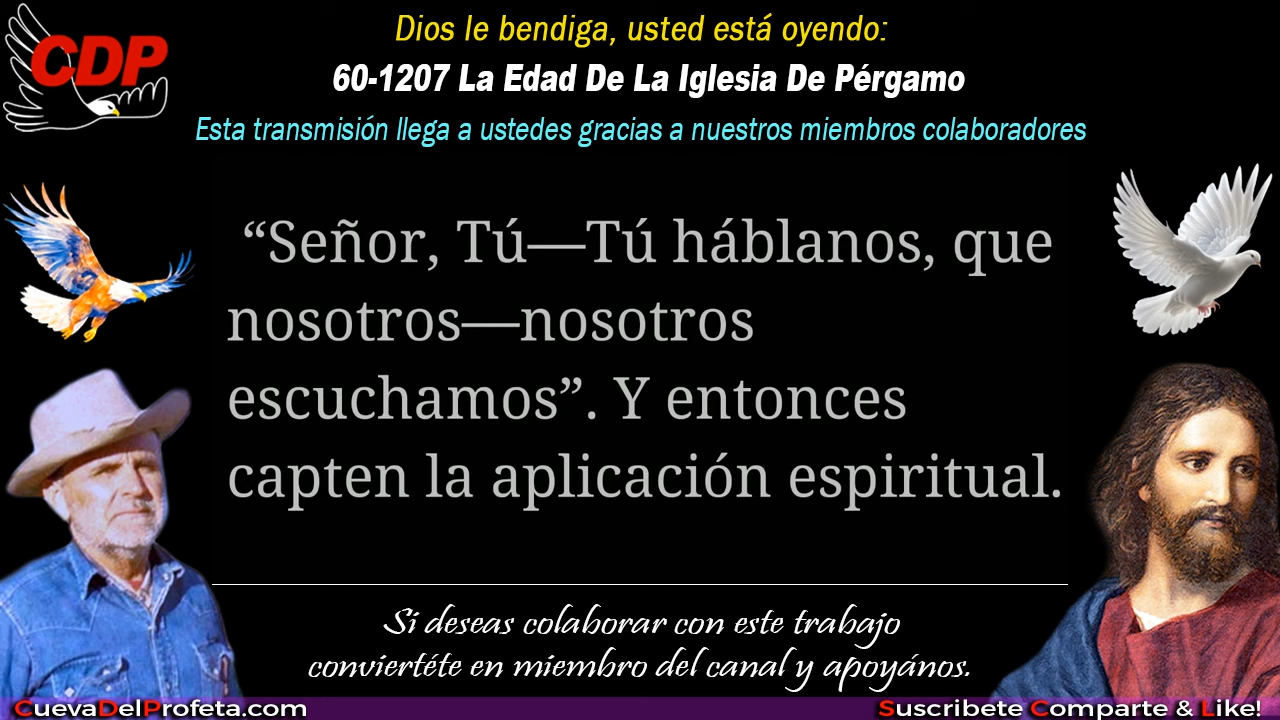 CDP
Dios le bendiga, usted está oyendo:
60-1207 La Edad De La Iglesia De Pérgamo
Esta transmisión llega a ustedes gracias a nuestros miembros colaboradores
“Señor, Tú—Tú háblanos, que
nosotros—nosotros
escuchamos”. Y entonces
capten la aplicación espiritual.
Si deseas colaborar con este trabajo
conviertéte en miembro del canal y apoyános.
CuevaDelProfeta.com
Suscribete Comparte & Like!